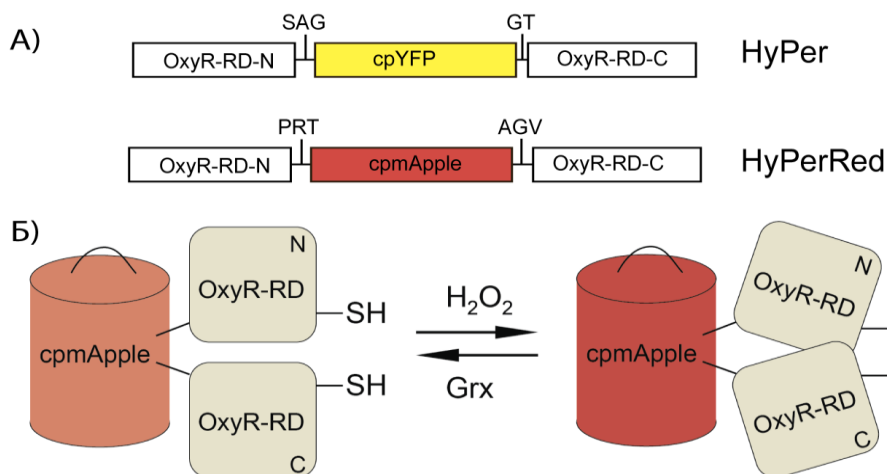 А)
SAG
GT
OxyR-RD-N
cpYFP
OxyR-RD-C
HyPer
PRT
AGV
OxyR-RD-N
cpmApple
OxyR-RD-C
HyPerRed
Б)
N
OxyR-RD
SH
cpmApple
SH
OxyR-RD
C
H₂O₂
Grx
N
OxyR-RD
cpmApple
OxyR-RD
C